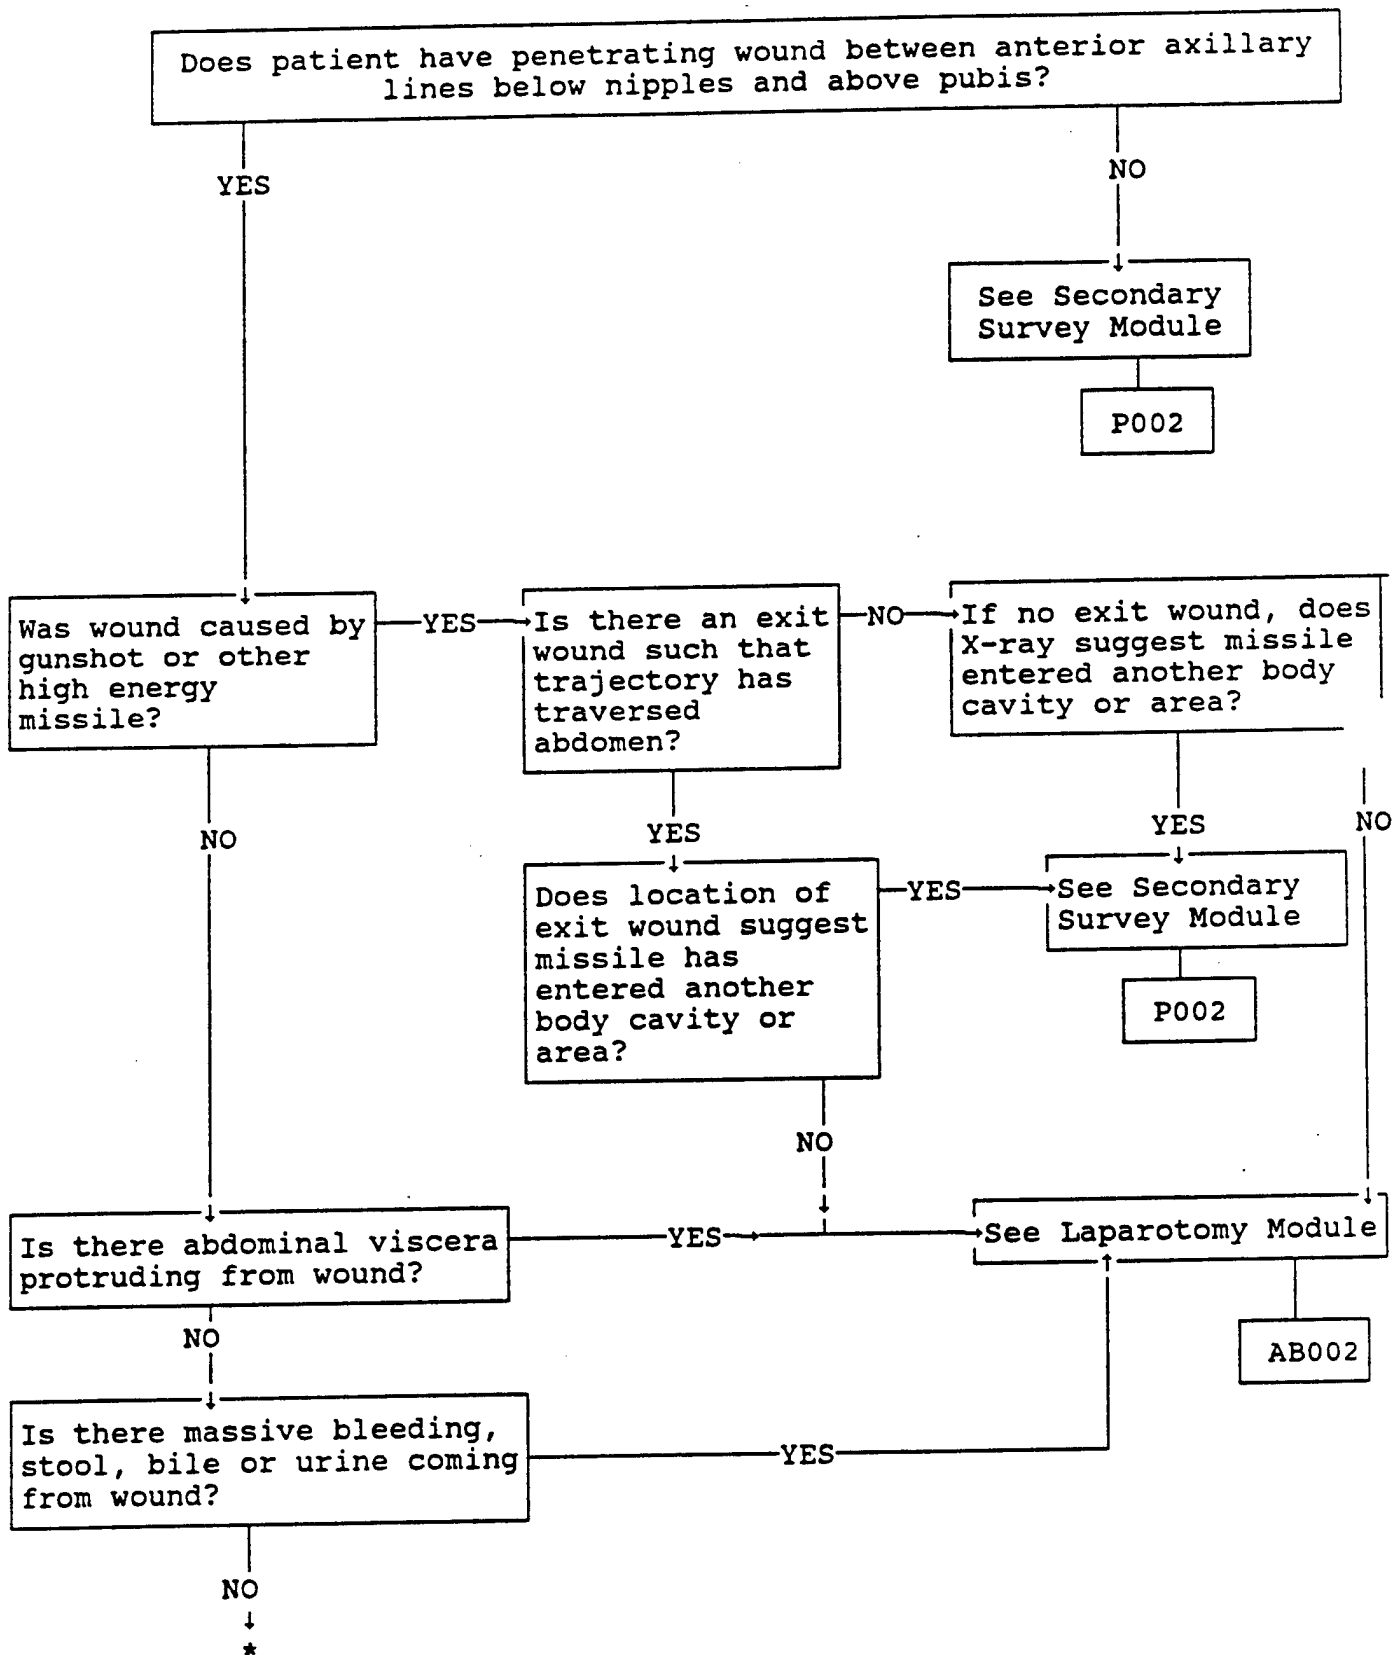 Does patient have penetrating wound between anterior axillary
lines below nipples and above pubis?
YES
NO
See Secondary
Survey Module
P002
Was wound caused by
gunshot or other
high energy
missile?
YES
Is there an exit
wound such that
trajectory has
traversed
abdomen?
NO
If no exit wound, does
X-ray suggest missile
entered another body
cavity or area?
NO
YES
YES
NO
Does location of
exit wound suggest
missile has
entered another
body cavity or
area?
YES
See Secondary
Survey Module
P002
NO
Is there abdominal viscera
protruding from wound?
YES
See Laparotomy Module
AB002
NO
Is there massive bleeding,
stool, bile or urine coming
from wound?
YES
NO
*